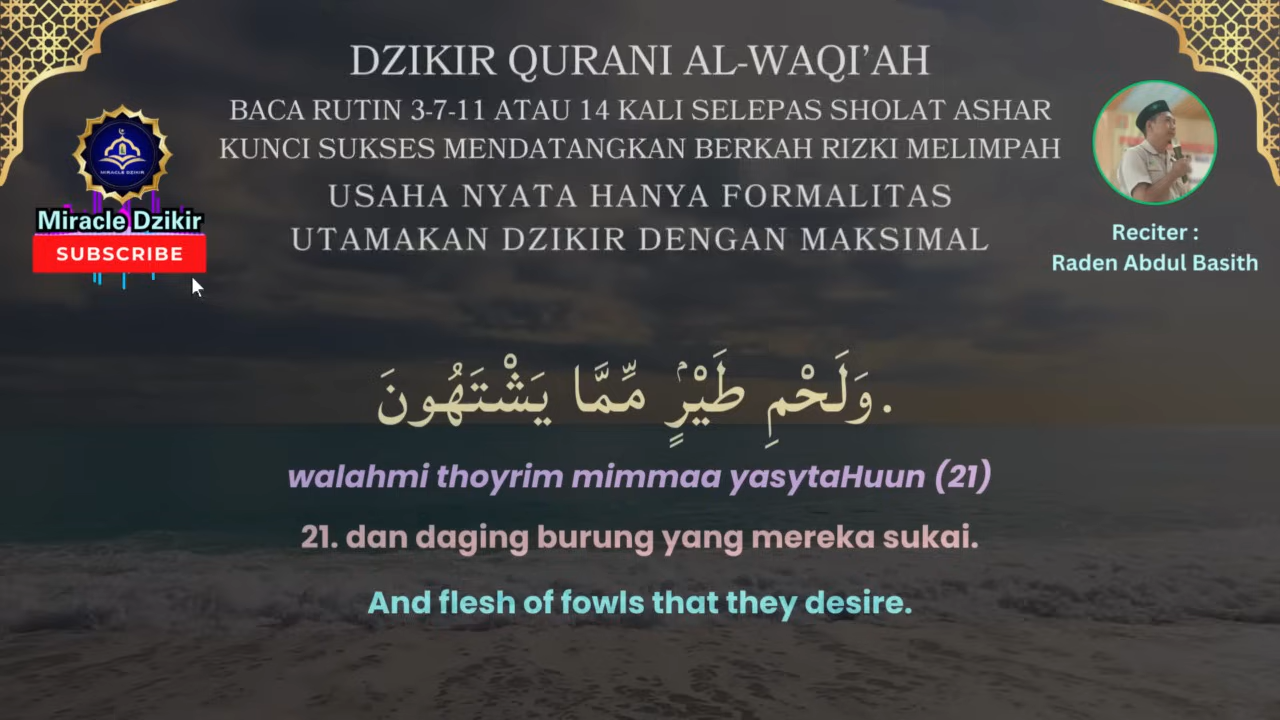 DZIKIR QURANI AL-WAQI’AH
BACA RUTIN 3-7-11 ATAU 14 KALI SELEPAS SHOLAT ASHAR
KUNCI SUKSES MENDATANGKAN BERKAH RIZKI MELIMPAH
USAHA NYATA HANYA FORMALITAS
UTAMAKAN DZIKIR DENGAN MAKSIMAL
MIRACLE DZIKIR
Miracle Dzikir
SUBSCRIBE
Reciter :
Raden Abdul Basith
وَلَحْمِ طَيْرٍۢ مِّمَّا يَشْتَهُونَ.
walahmi thoyrim mimmaa yasytaHuun (21)
21. dan daging burung yang mereka sukai.
And flesh of fowls that they desire.